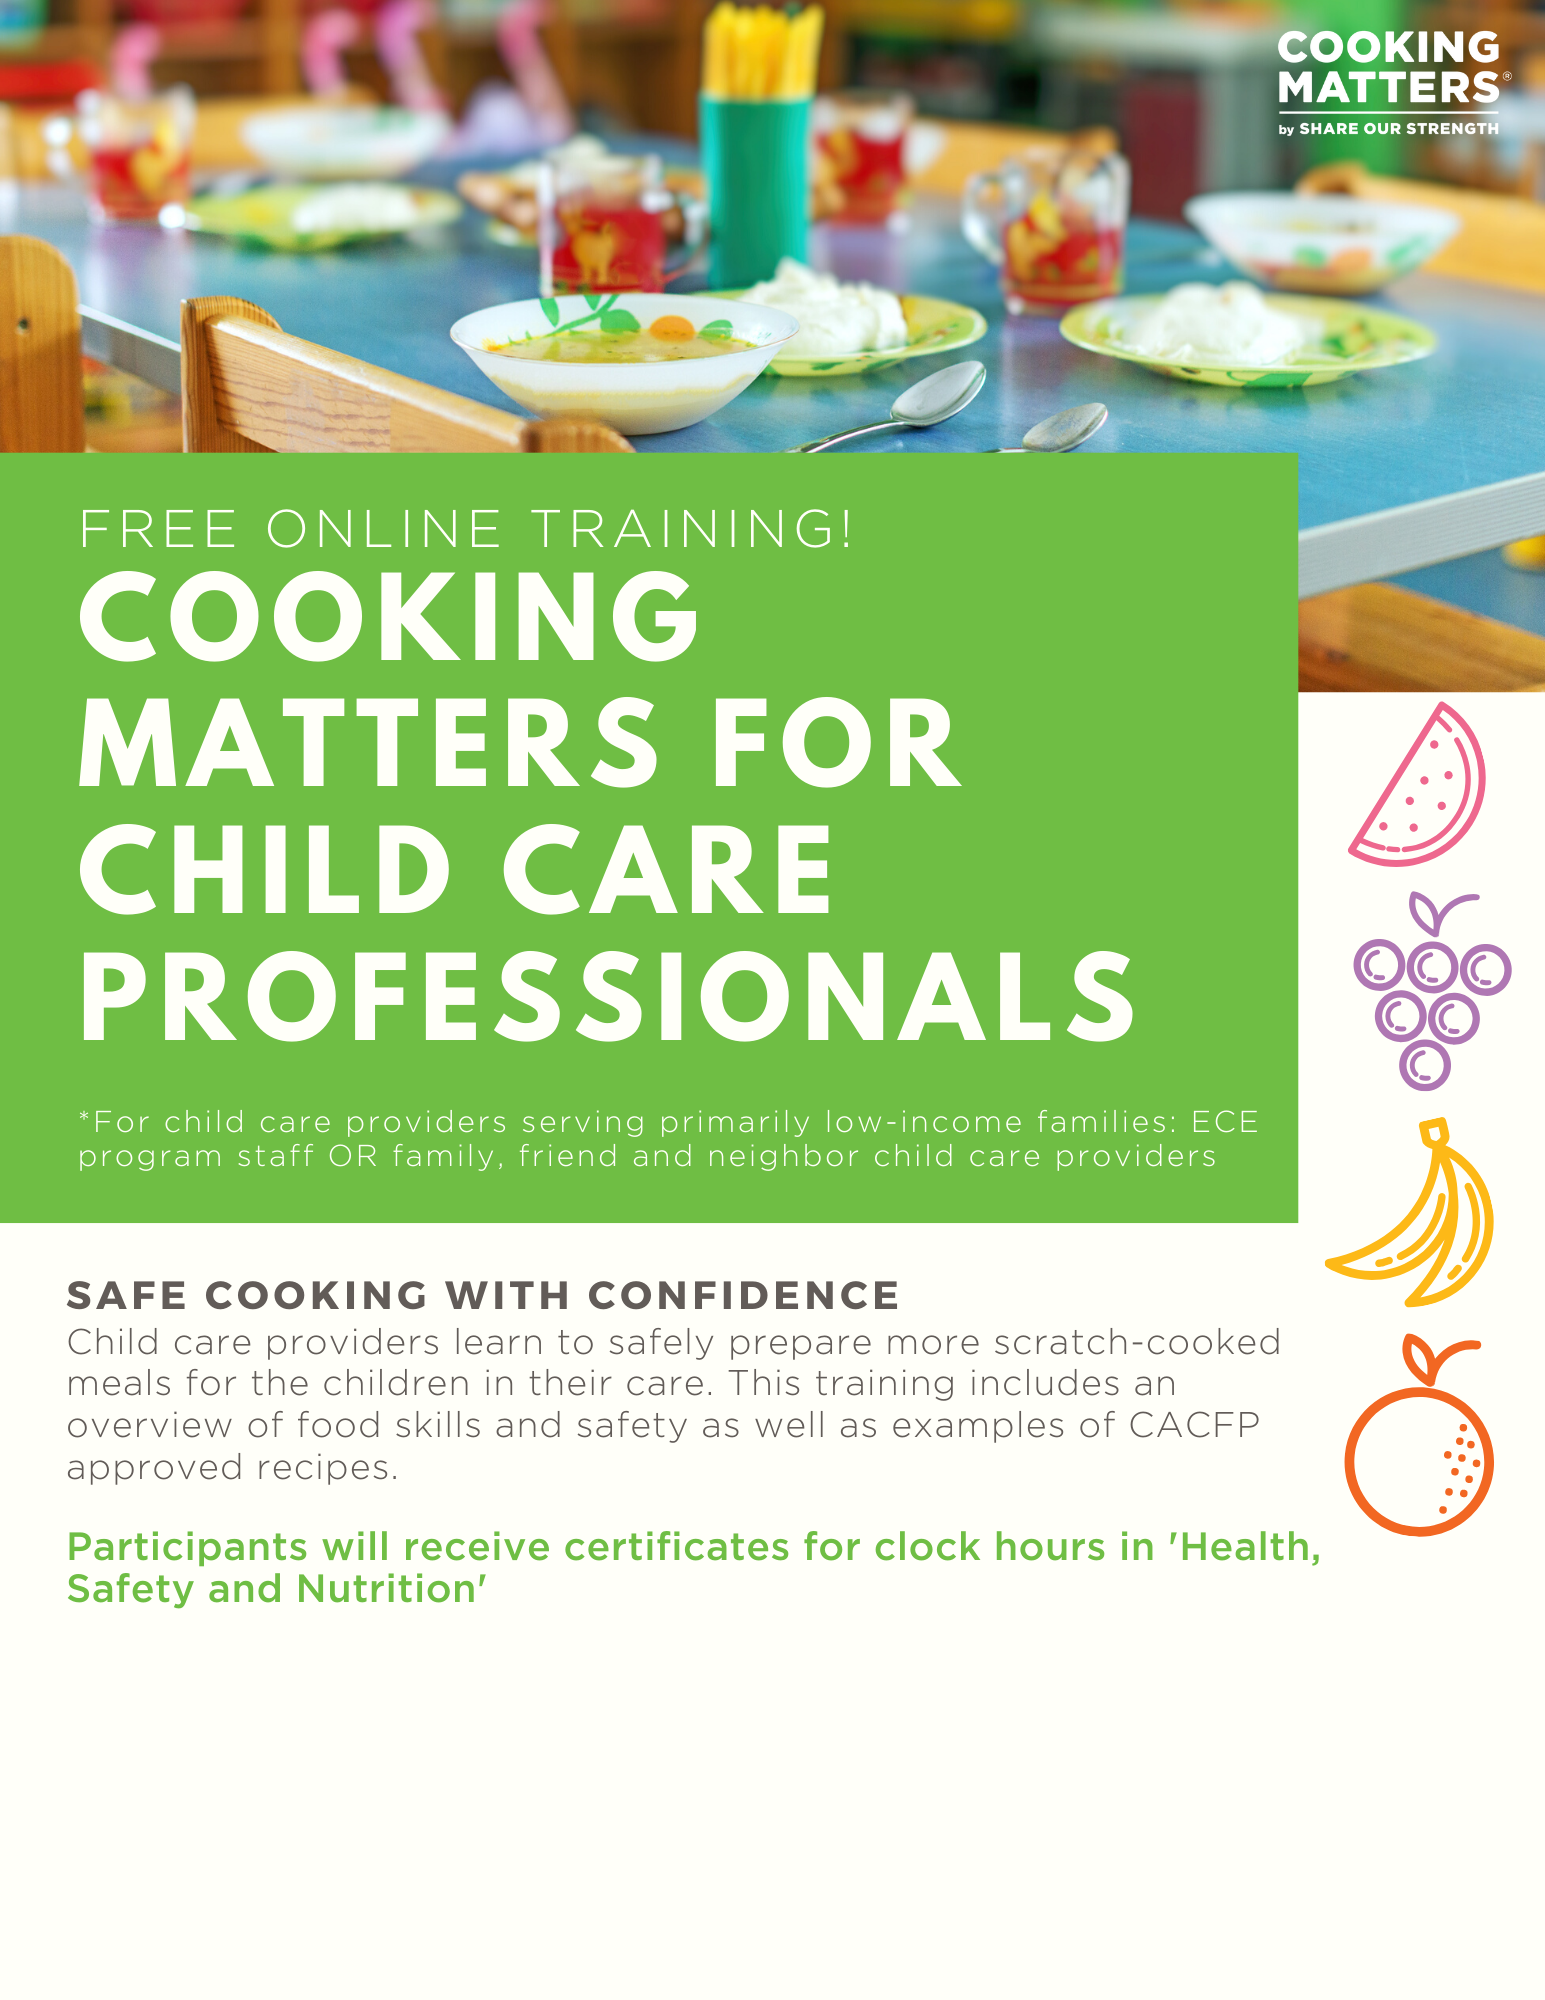 COOKING
MATTERS®
by SHARE OUR STRENGTH
FREE ONLINE TRAINING!
COOKING
MATTERS FOR
CHILD CARE
PROFESSIONALS
*For child care providers serving primarily low-income families: ECE
program staff OR family, friend and neighbor child care providers
SAFE COOKING WITH CONFIDENCE
Child care providers learn to safely prepare more scratch-cooked
meals for the children in their care. This training includes an
overview of food skills and safety as well as examples of CACFP
approved recipes.
Participants will receive certificates for clock hours in 'Health,
Safety and Nutrition'